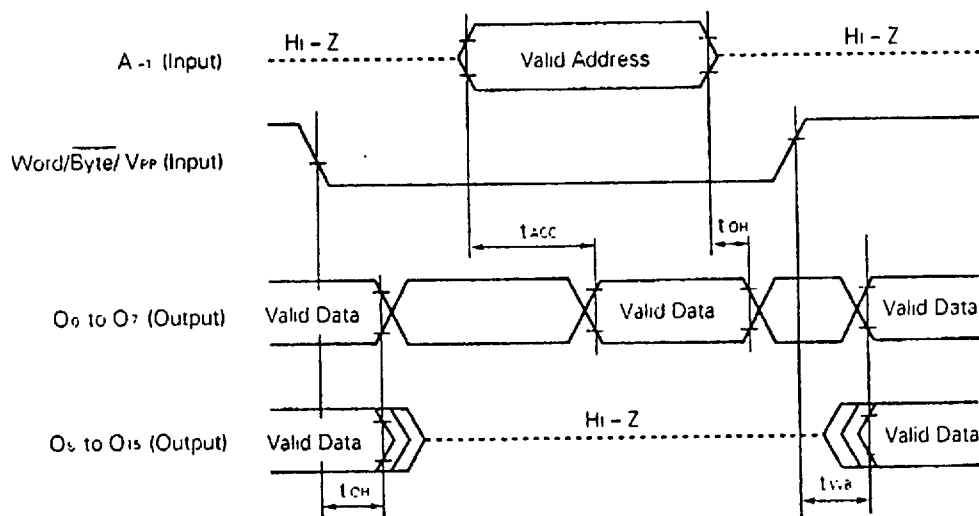 Hi - Z
Hi - Z
A -1 (Input)
Valid Address
Word/Byte/ VPP (Input)
tACC
tOH
O0 to O7 (Output)
Valid Data
Valid Data
Valid Data
Hi - Z
O8 to O15 (Output)
Valid Data
Valid Data
tOH
tWB